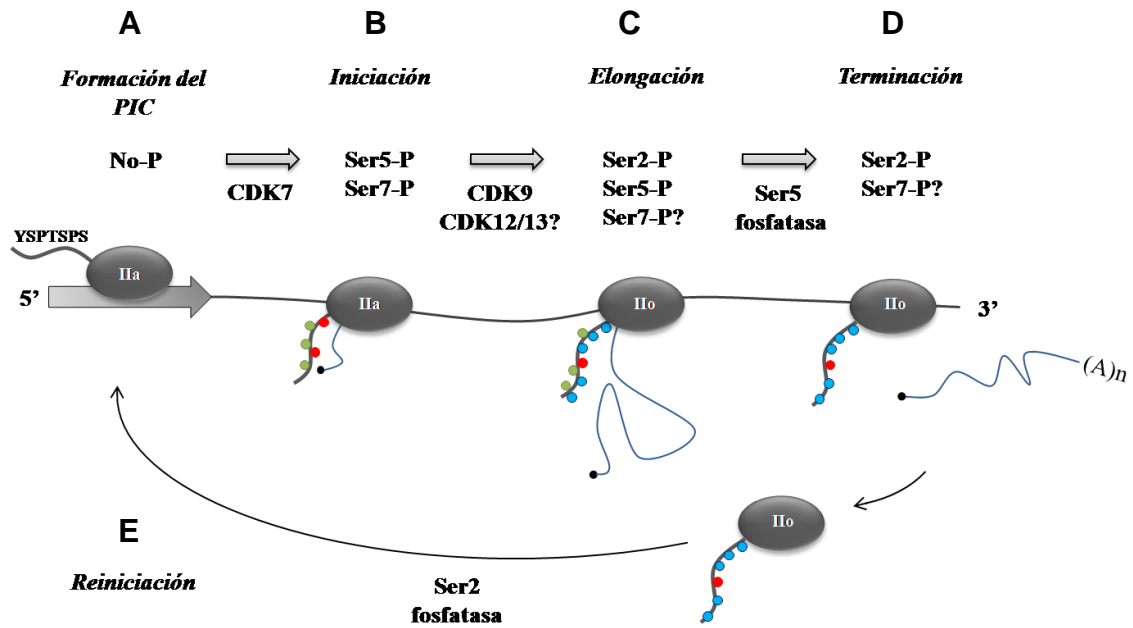 A
B
C
D
Formación del
PIC
Iniciación
Elongación
Terminación
No-P
CDK7
Ser5-P
Ser7-P
CDK9
CDK12/13?
Ser2-P
Ser5-P
Ser7-P?
Ser5
fosfatasa
Ser2-P
Ser7-P?
YSPTSPS
IIa
5’
IIa
IIo
IIo
3’
(A)n
IIo
E
Reiniciación
Ser2
fosfatasa